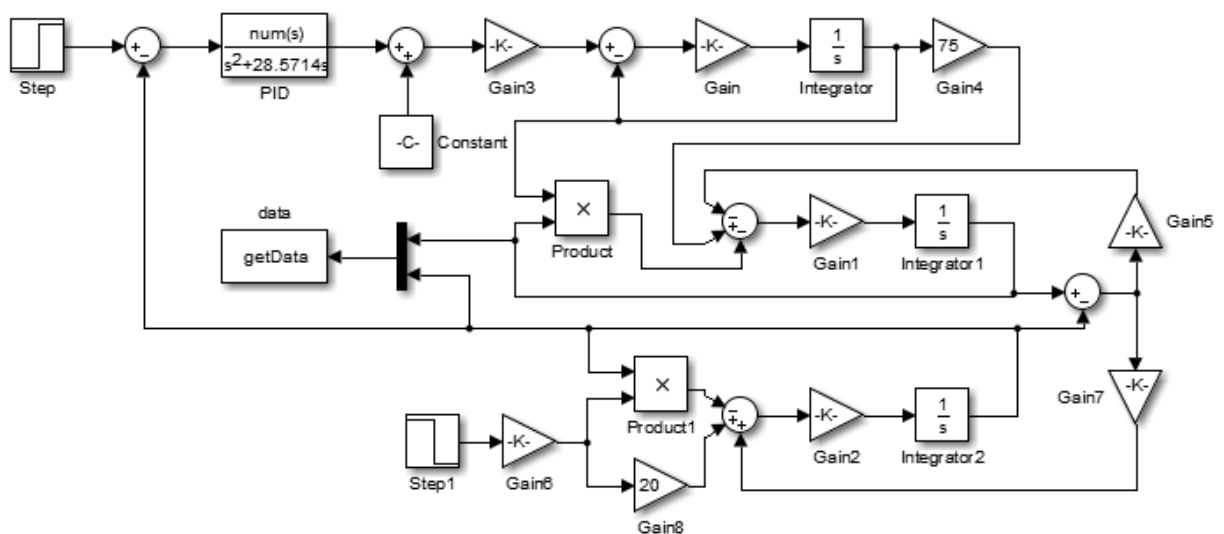 Step
num(s)
s²+28.5714s
PID
+
−
+
+
-C-
Constant
-K-
Gain3
+
−
-K-
Gain
1
s
Integrator
75
Gain4
data
getData
×
Product
−
+
−
-K-
Gain1
1
s
Integrator1
-K-
Gain5
+
−
Step1
-K-
Gain6
×
Product1
20
Gain8
−
+
+
-K-
Gain2
1
s
Integrator2
-K-
Gain7